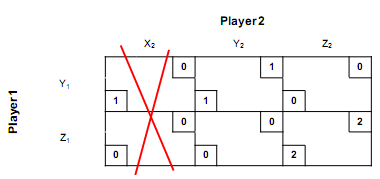 Player 2
X₂ Y₂ Z₂
Player 1
Y₁
0 1 0
1 1 0
Z₁
0 0 2
0 0 2